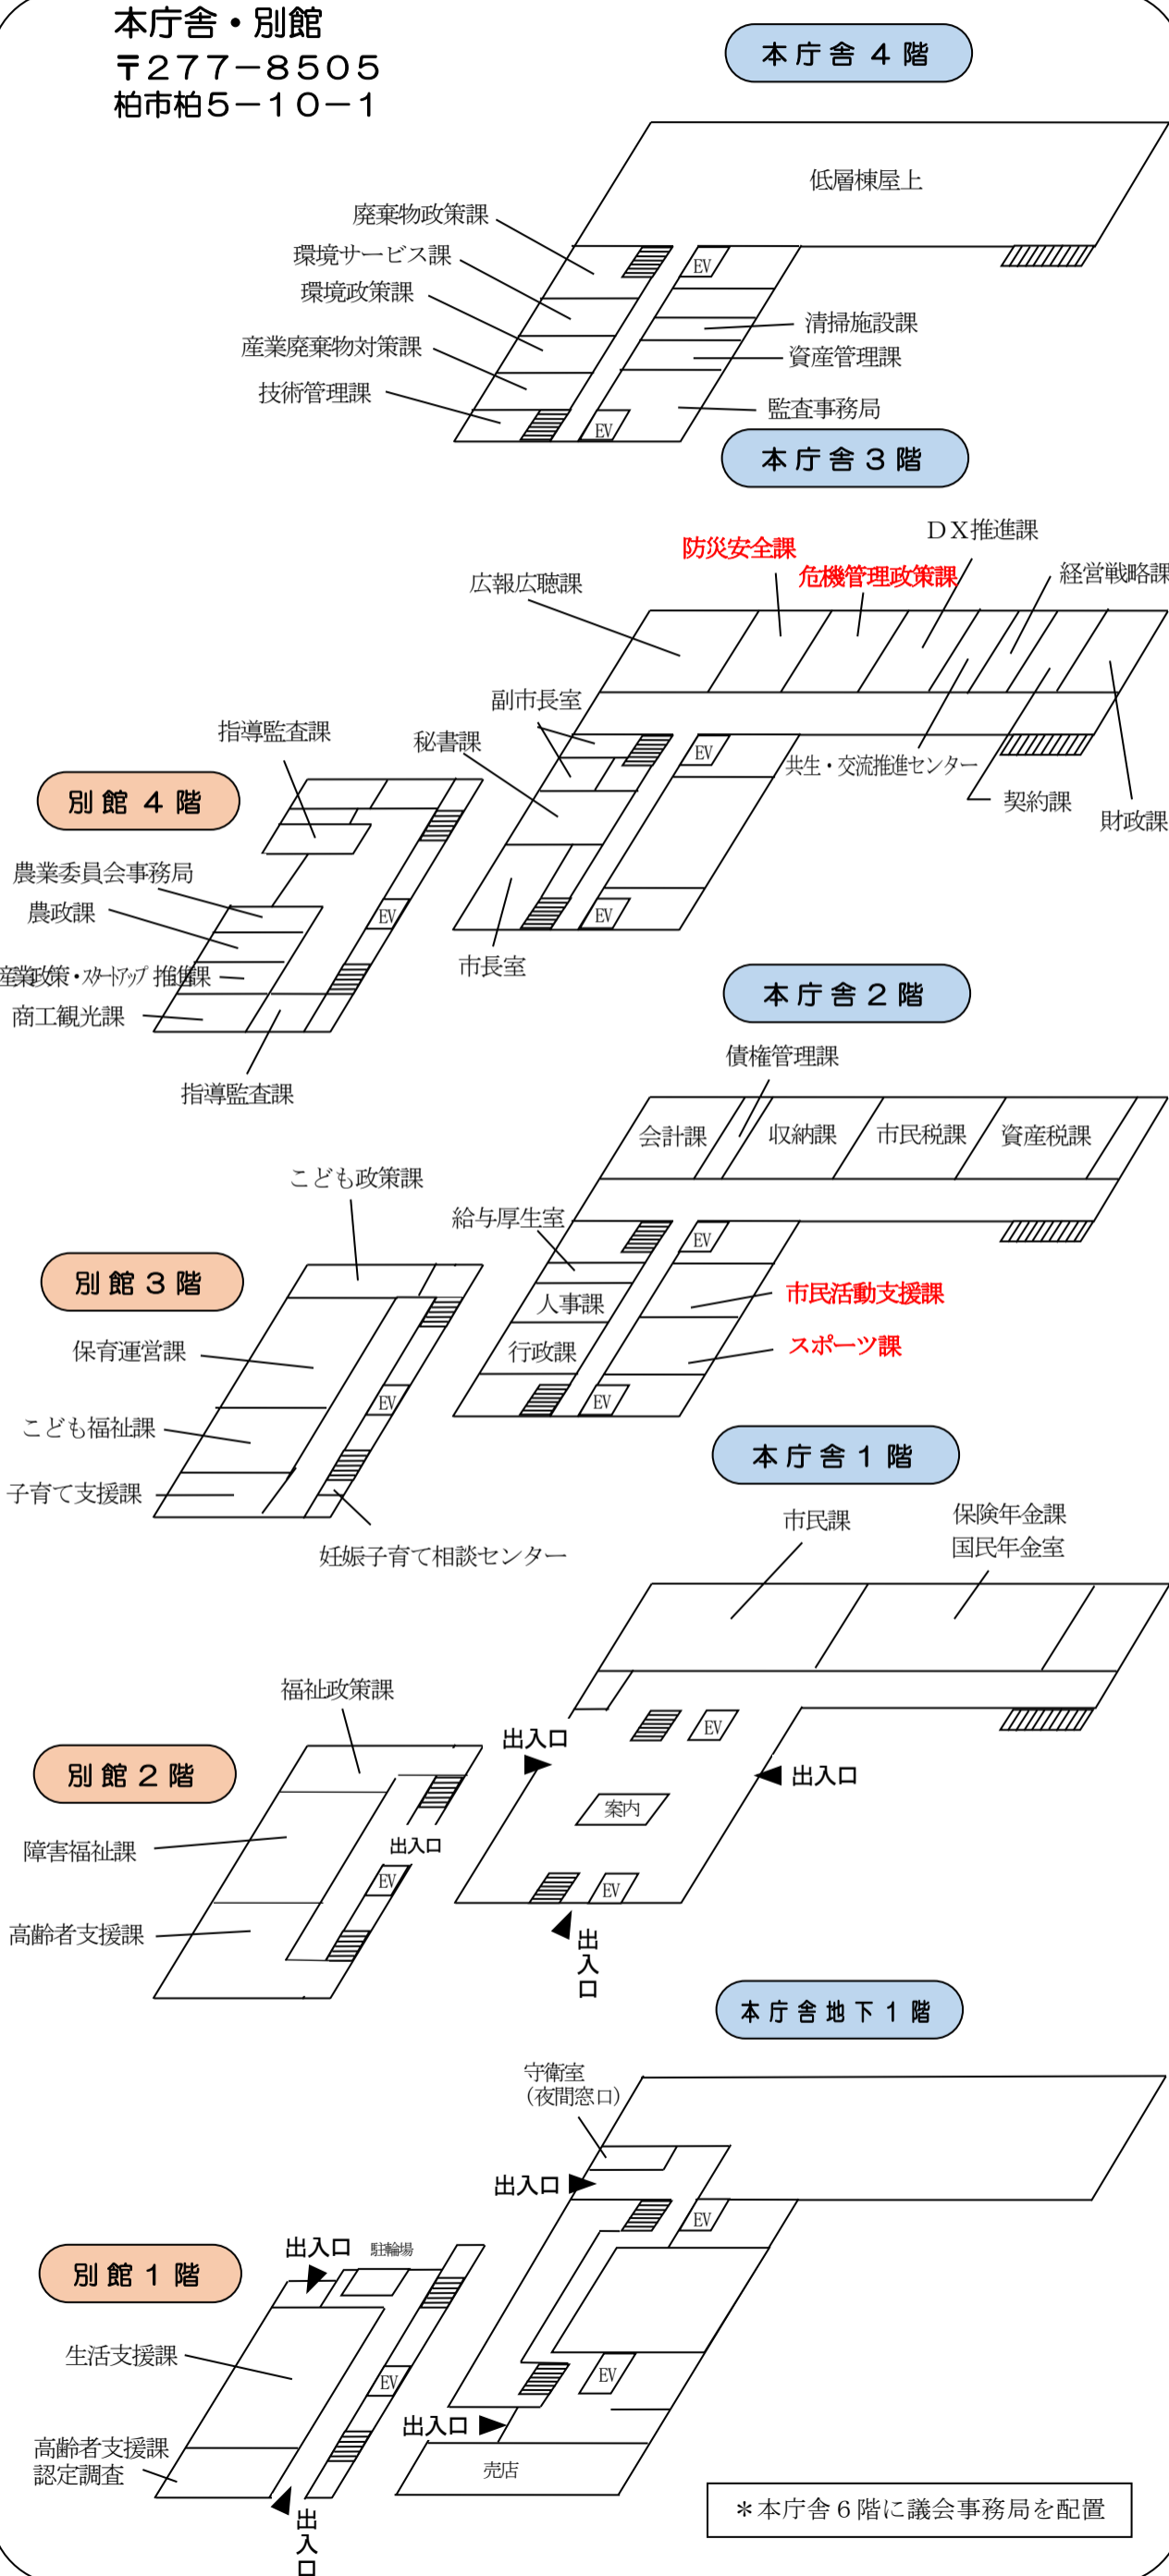 本庁舎・別館
〒277－8505
柏市柏5－10－1
本庁舎４階
低層棟屋上
廃棄物政策課
環境サービス課
環境政策課
産業廃棄物対策課
技術管理課
EV
清掃施設課
資産管理課
監査事務局
EV
本庁舎３階
ＤＸ推進課
防災安全課
危機管理政策課
経営戦略課
広報広聴課
副市長室
秘書課
EV
共生・交流推進センター
契約課
財政課
EV
市長室
別館４階
指導監査課
農業委員会事務局
農政課
EV
産業政策・スタートアップ推進課
商工観光課
指導監査課
本庁舎２階
債権管理課
会計課
収納課
市民税課
資産税課
給与厚生室
EV
人事課
行政課
市民活動支援課
スポーツ課
EV
別館３階
こども政策課
保育運営課
EV
こども福祉課
子育て支援課
妊娠子育て相談センター
本庁舎１階
市民課
保険年金課
国民年金室
EV
出入口
出入口
案内
EV
出入口
別館２階
福祉政策課
出入口
障害福祉課
EV
高齢者支援課
本庁舎地下１階
守衛室
（夜間窓口）
出入口
EV
EV
出入口
売店
別館１階
出入口
駐輪場
生活支援課
EV
高齢者支援課
認定調査
出入口
＊本庁舎６階に議会事務局を配置